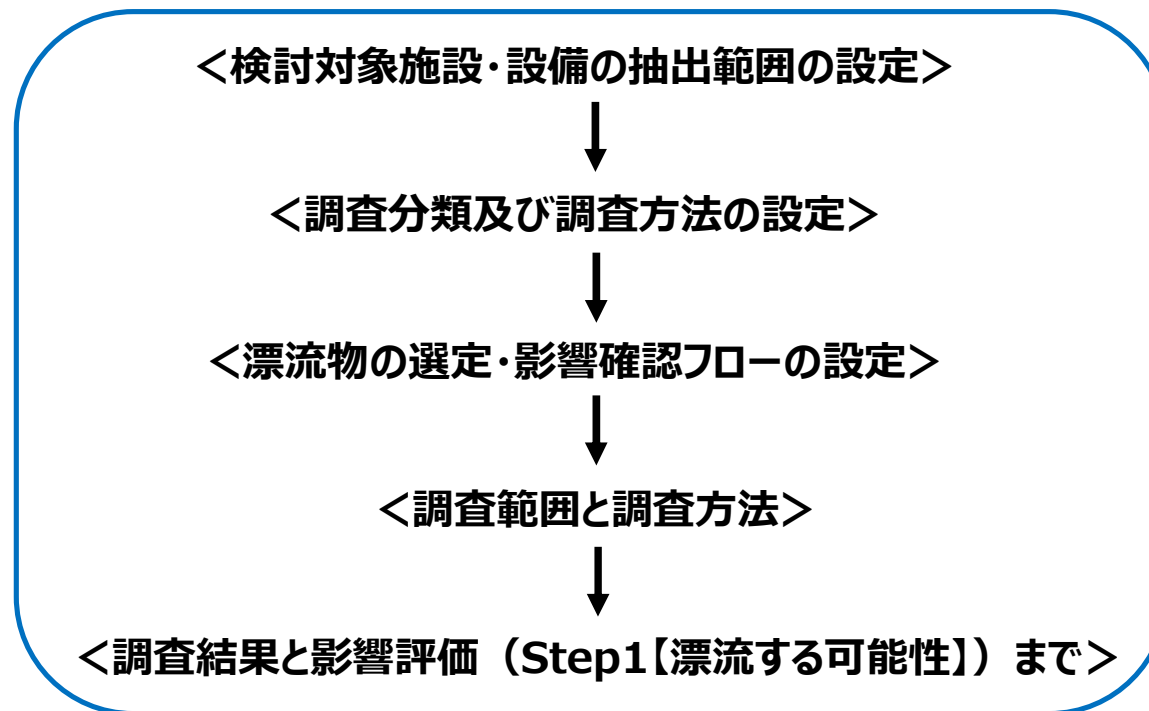 ＜検討対象施設・設備の抽出範囲の設定＞
＜調査分類及び調査方法の設定＞
＜漂流物の選定・影響確認フローの設定＞
＜調査範囲と調査方法＞
＜調査結果と影響評価（Step1【漂流する可能性】）まで＞